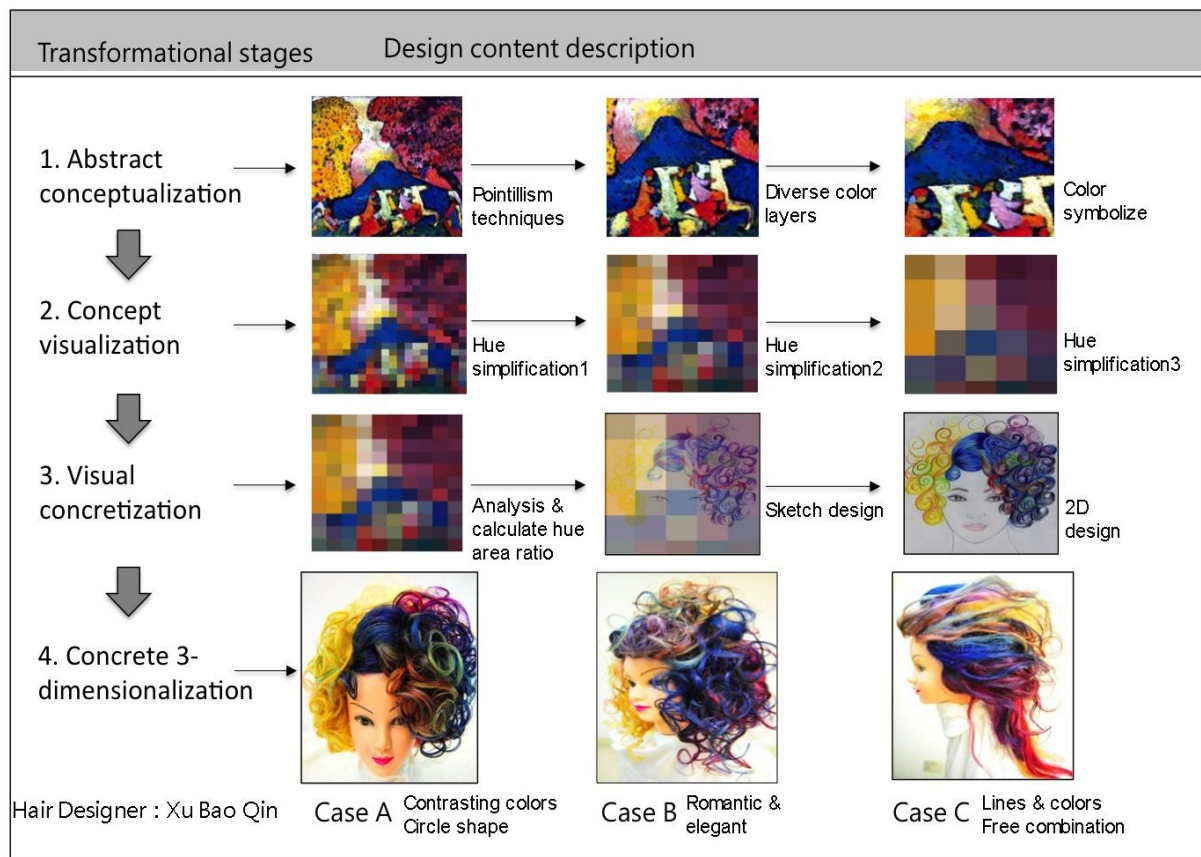 Transformational stages
Design content description
1. Abstract
conceptualization
Pointillism
techniques
Diverse color
layers
Color
symbolize
2. Concept
visualization
Hue
simplification1
Hue
simplification2
Hue
simplification3
3. Visual
concretization
Analysis &
calculate hue
area ratio
Sketch design
2D
design
4. Concrete 3-
dimensionalization
Hair Designer : Xu Bao Qin
Case A
Contrasting colors
Circle shape
Case B
Romantic &
elegant
Case C
Lines & colors
Free combination